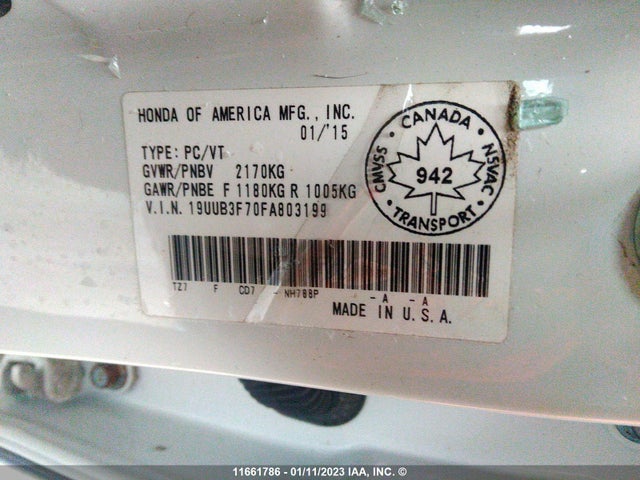 HONDA OF AMERICA MFG., INC.
01/'15
TYPE: PC/VT
GVWR/PNBV 2170KG
GAWR/PNBE F 1180KG R 1005KG
V.I.N. 19UUB3F70FA803199
CANADA
CMVSS
NSVAC
942
TRANSPORT
TZ7 F CD7 - NH788P - A - A
MADE IN U.S.A.
11661786 - 01/11/2023 IAA, INC. ©